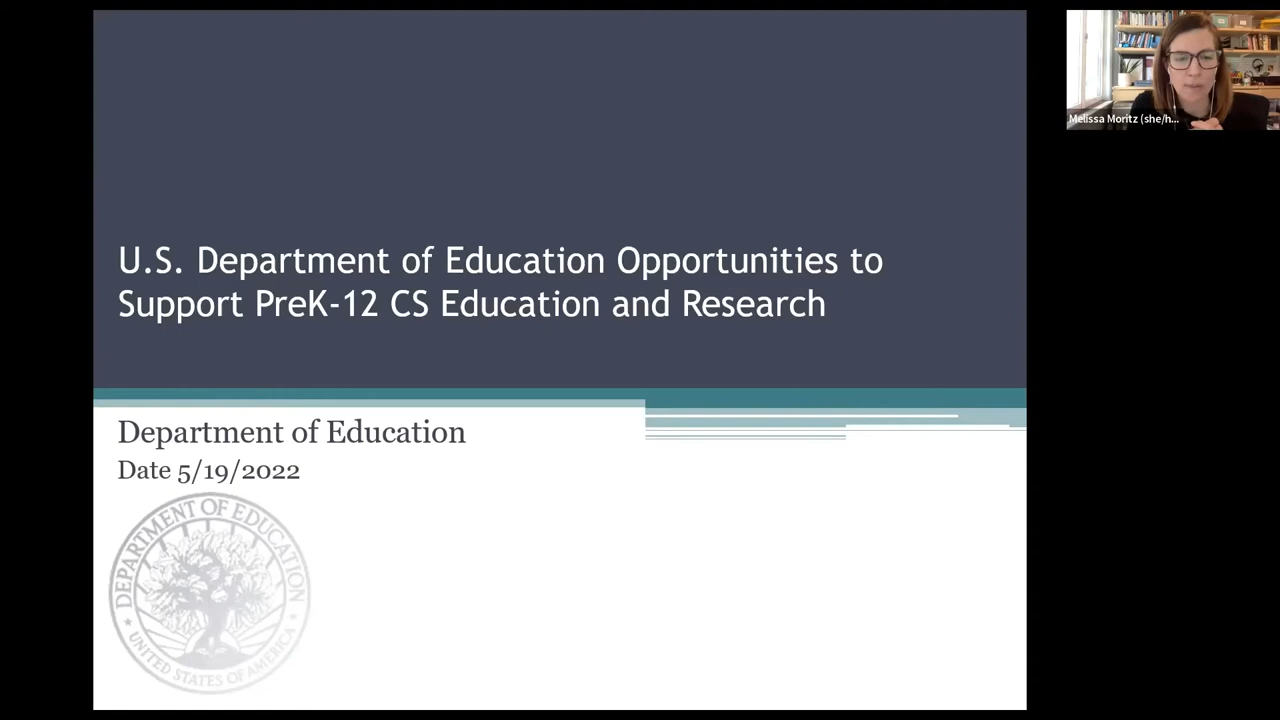 U.S. Department of Education Opportunities to
Support PreK-12 CS Education and Research
Department of Education
Date 5/19/2022
DEPARTMENT OF EDUCATION
★ UNITED STATES OF AMERICA ★
Melissa Moritz (she/h...